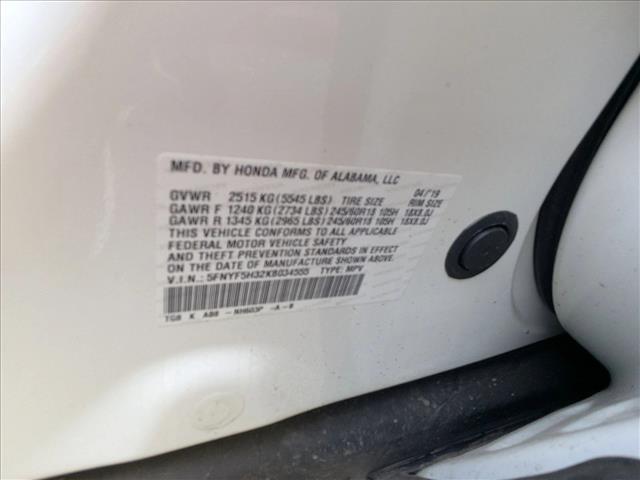 MFD. BY HONDA MFG. OF ALABAMA, LLC 04/'19
GVWR 2515 KG (5545 LBS) TIRE SIZE RIM SIZE
GAWR F 1240 KG (2734 LBS) 245/60R18 105H 18X8.0J
GAWR R 1345 KG (2965 LBS) 245/60R18 105H 18X8.0J
THIS VEHICLE CONFORMS TO ALL APPLICABLE
FEDERAL MOTOR VEHICLE SAFETY
AND THEFT PREVENTION STANDARDS IN EFFECT
ON THE DATE OF MANUFACTURE SHOWN ABOVE.
V.I.N.: 5FNYF5H32KB034555 TYPE: MPV
TG8 K AB8 -NH603P -A-B